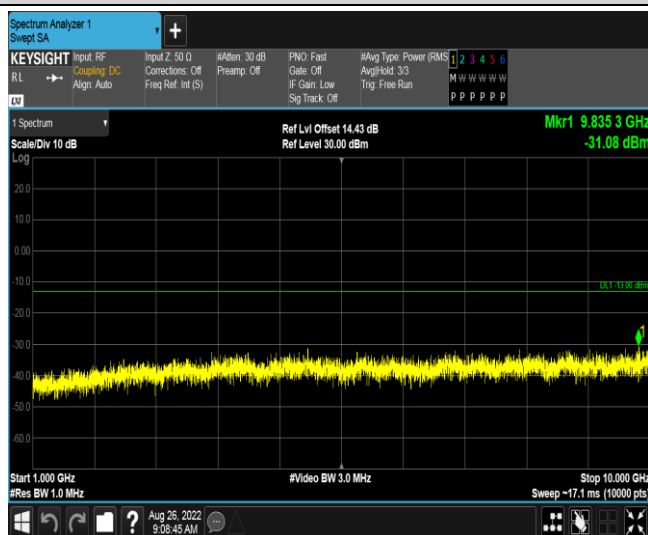 Spectrum Analyzer 1
Swept SA
+
KEYSIGHT
RL
LXI
Input: RF
Coupling: DC
Align: Auto
Input Z: 50 Ω
Corrections: Off
Freq Ref: Int (S)
#Atten: 30 dB
Preamp: Off
PNO: Fast
Gate: Off
IF Gain: Low
Sig Track: Off
#Avg Type: Power (RMS
Avg|Hold: 3/3
Trig: Free Run
1 2 3 4 5 6
M W W W W W
P P P P P P
1 Spectrum
Scale/Div 10 dB
Ref Lvl Offset 14.43 dB
Ref Level 30.00 dBm
Mkr1 9.835 3 GHz
-31.08 dBm
Log
20.0
10.0
0.00
-10.0
DL1 -13.00 dBm
-20.0
-30.0
1
-40.0
-50.0
-60.0
Start 1.000 GHz
#Video BW 3.0 MHz
Stop 10.000 GHz
#Res BW 1.0 MHz
Sweep ~17.1 ms (10000 pts)
?
Aug 26, 2022
9:08:45 AM